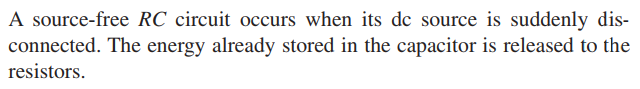 A source-free RC circuit occurs when its dc source is suddenly dis-
connected. The energy already stored in the capacitor is released to the
resistors.